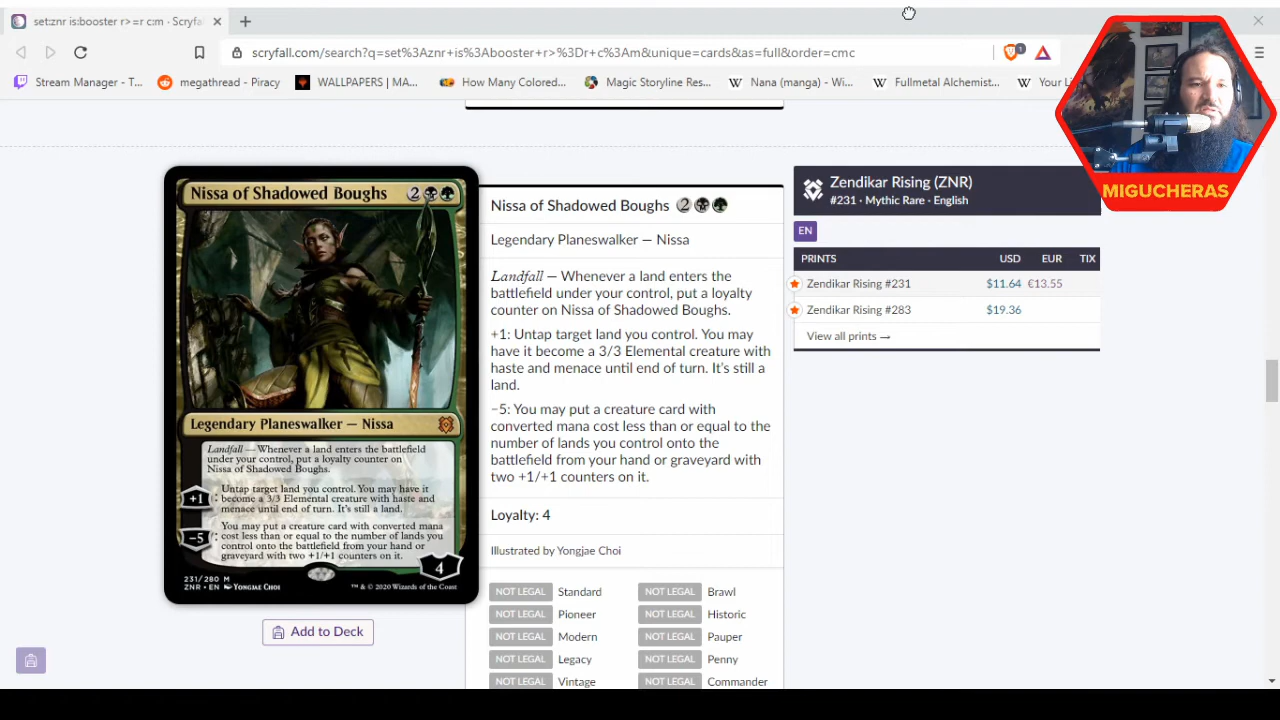 set:znr is:booster r>=r c:m - Scryfa
scryfall.com/search?q=set%3Aznr+is%3Abooster+r>%3Dr+c%3Am&unique=cards&as=full&order=cmc
1
Stream Manager - T...
megathread - Piracy
WALLPAPERS | MA...
How Many Colored...
Magic Storyline Res...
Nana (manga) - Wi...
Fullmetal Alchemist...
Your Li
MIGUCHERAS
Nissa of Shadowed Boughs 2
Legendary Planeswalker — Nissa
Landfall — Whenever a land enters the battlefield
under your control, put a loyalty counter on
Nissa of Shadowed Boughs.
+1 : Untap target land you control. You may have it
become a 3/3 Elemental creature with haste and
menace until end of turn. It's still a land.
−5 : You may put a creature card with converted mana
cost less than or equal to the number of lands you
control onto the battlefield from your hand or
graveyard with two +1/+1 counters on it.
4
231/280 M
ZNR • EN YONGJAE CHOI
™ & © 2020 Wizards of the Coast
Add to Deck
Nissa of Shadowed Boughs 2
Legendary Planeswalker — Nissa
Landfall — Whenever a land enters the
battlefield under your control, put a loyalty
counter on Nissa of Shadowed Boughs.
+1: Untap target land you control. You may
have it become a 3/3 Elemental creature with
haste and menace until end of turn. It's still a
land.
−5: You may put a creature card with
converted mana cost less than or equal to the
number of lands you control onto the
battlefield from your hand or graveyard with
two +1/+1 counters on it.
Loyalty: 4
Illustrated by Yongjae Choi
NOT LEGAL Standard NOT LEGAL Brawl
NOT LEGAL Pioneer NOT LEGAL Historic
NOT LEGAL Modern NOT LEGAL Pauper
NOT LEGAL Legacy NOT LEGAL Penny
NOT LEGAL Vintage NOT LEGAL Commander
Zendikar Rising (ZNR)
#231 · Mythic Rare · English
EN
PRINTS USD EUR TIX
Zendikar Rising #231 $11.64 €13.55
Zendikar Rising #283 $19.36
View all prints →